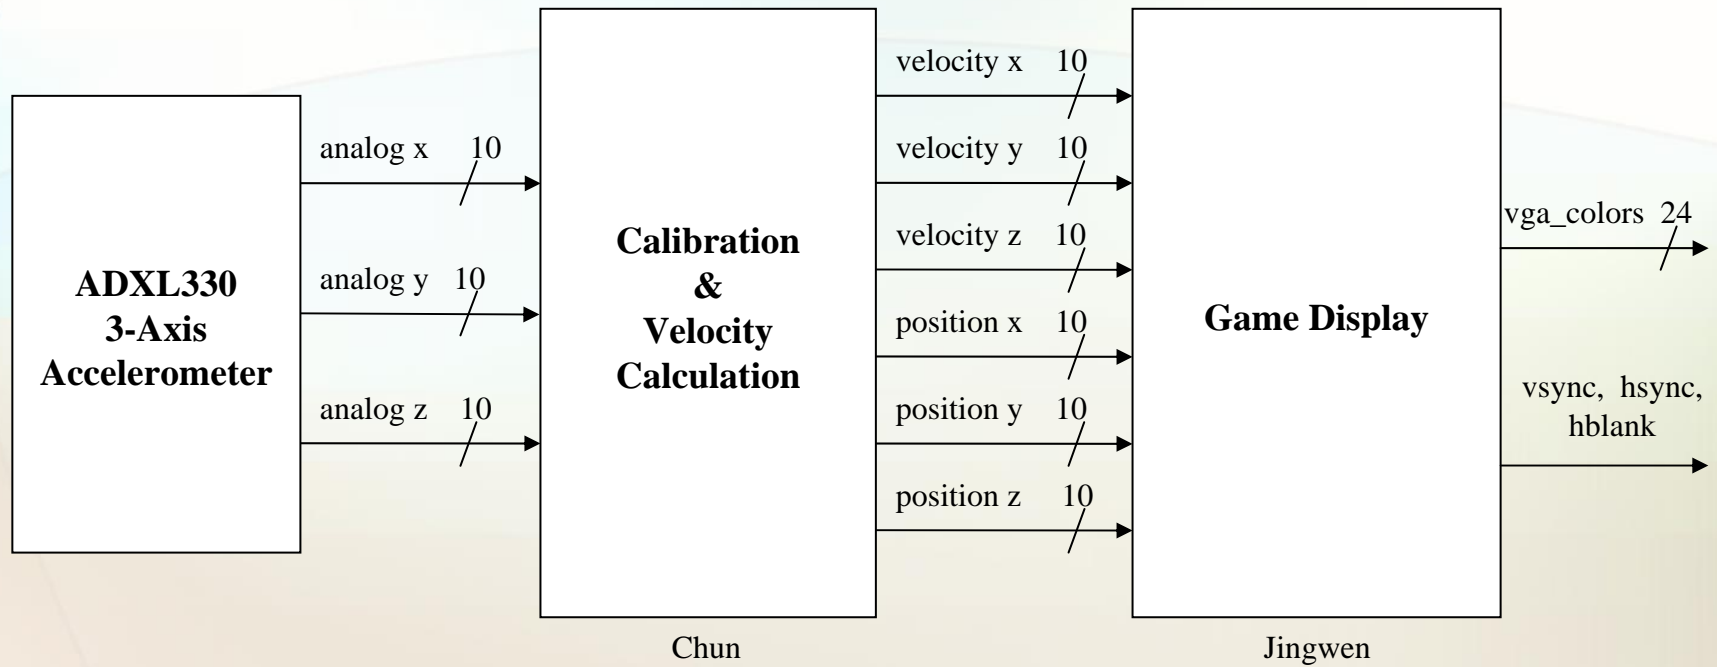 ADXL330
3-Axis
Accelerometer
analog x 10
analog y 10
analog z 10
Calibration
&
Velocity
Calculation
Chun
velocity x 10
velocity y 10
velocity z 10
position x 10
position y 10
position z 10
Game Display
Jingwen
vga_colors 24
vsync, hsync,
hblank